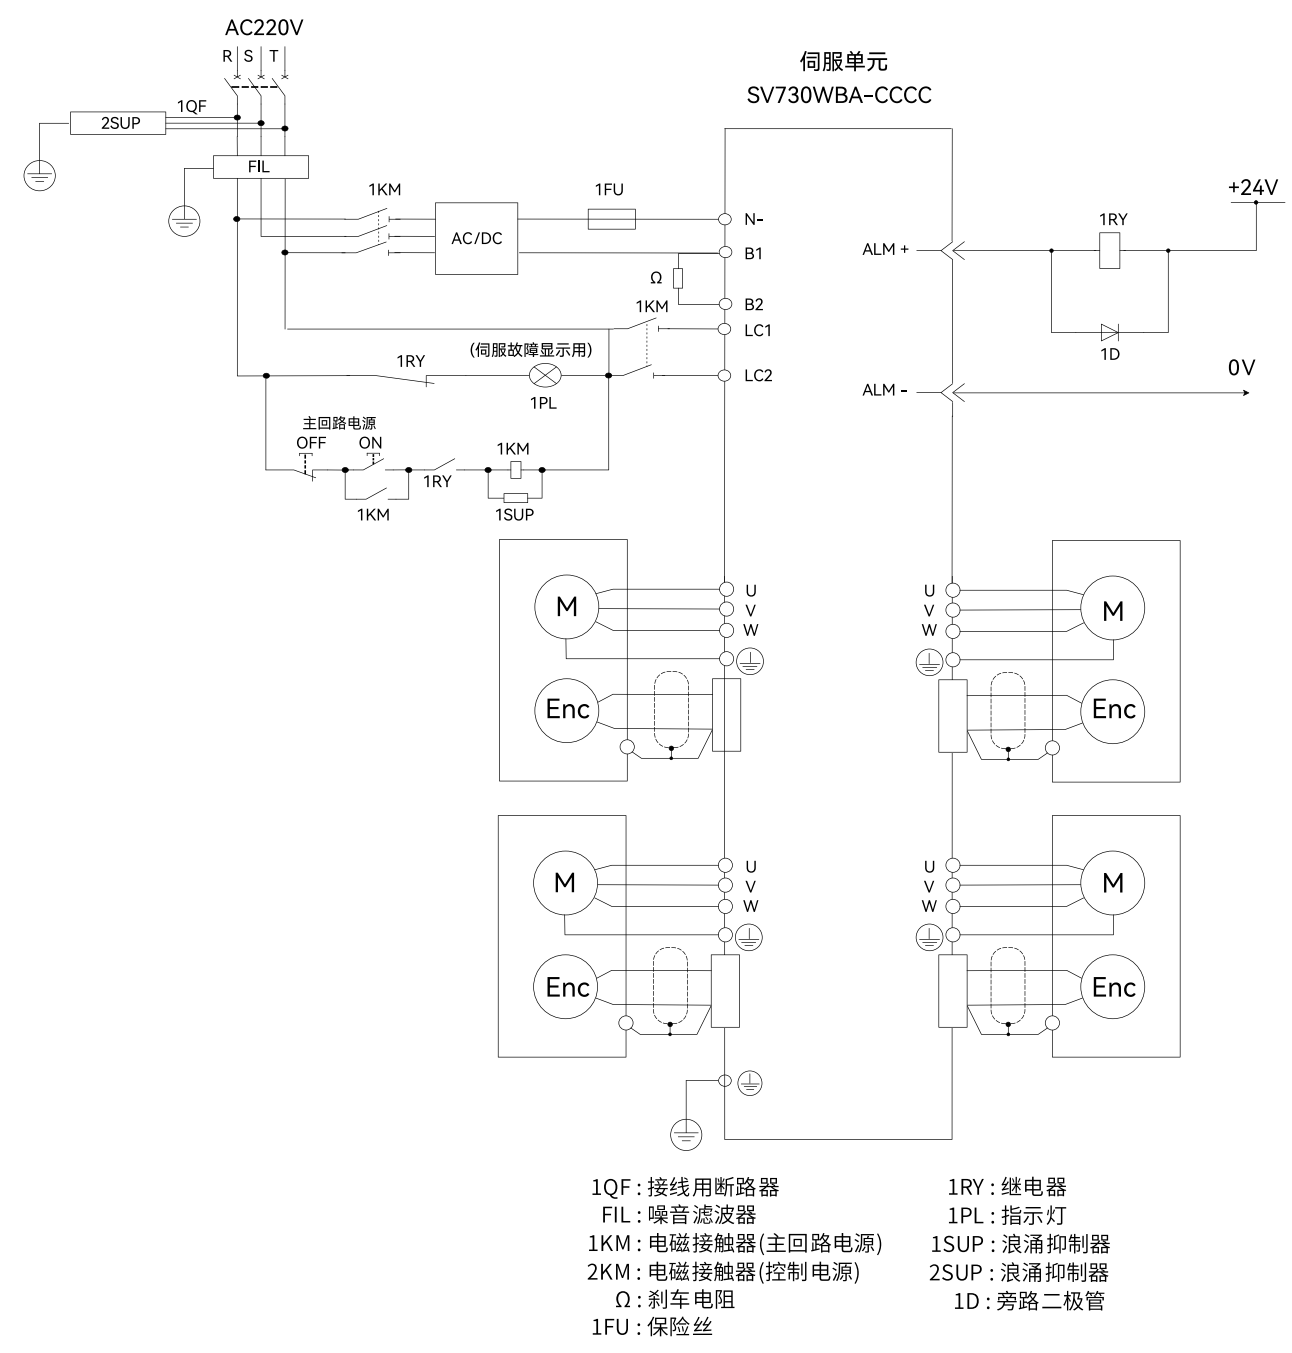 AC220V
R S T
伺服单元
SV730WBA-CCCC
1QF
2SUP
FIL
+24V
1KM
1FU
N-
1RY
AC/DC
ALM +
B1
Ω
B2
1KM
LC1
(伺服故障显示用)
1RY
1D
0V
LC2
ALM -
1PL
主回路电源
OFF ON
1KM
1RY
1KM
1SUP
M
U
V
W
U
V
W
M
Enc
Enc
M
U
V
W
U
V
W
M
Enc
Enc
1QF : 接线用断路器
FIL : 噪音滤波器
1KM : 电磁接触器(主回路电源)
2KM : 电磁接触器(控制电源)
Ω : 刹车电阻
1FU : 保险丝
1RY : 继电器
1PL : 指示灯
1SUP : 浪涌抑制器
2SUP : 浪涌抑制器
1D : 旁路二极管